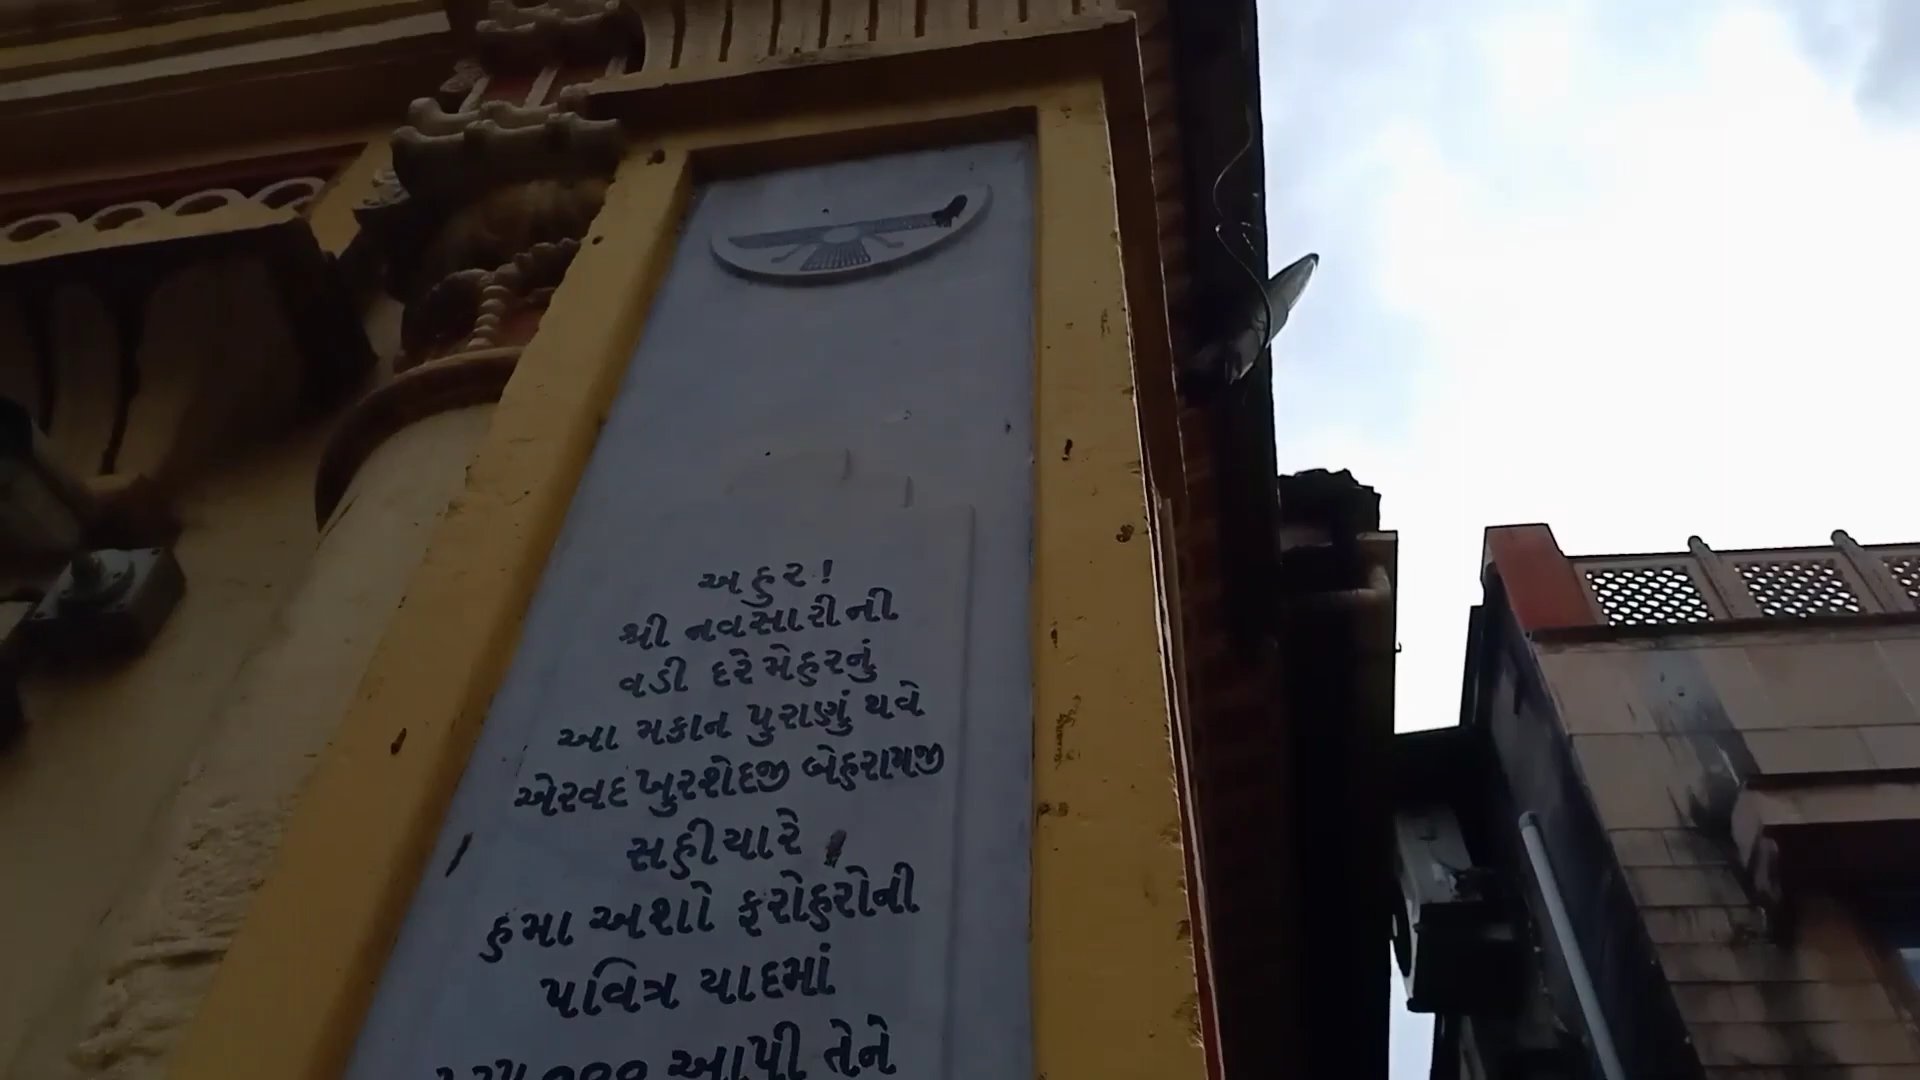 અહુર!
શ્રી નવસારીની
વડી દરેમેહરનું
આ મકાન પુરાણું થવે
એરવદ ખુરશેદજી બેહરામજી
સહીયારે
હમા અશો ફરોહરોની
પવિત્ર યાદમાં
આપી તેને